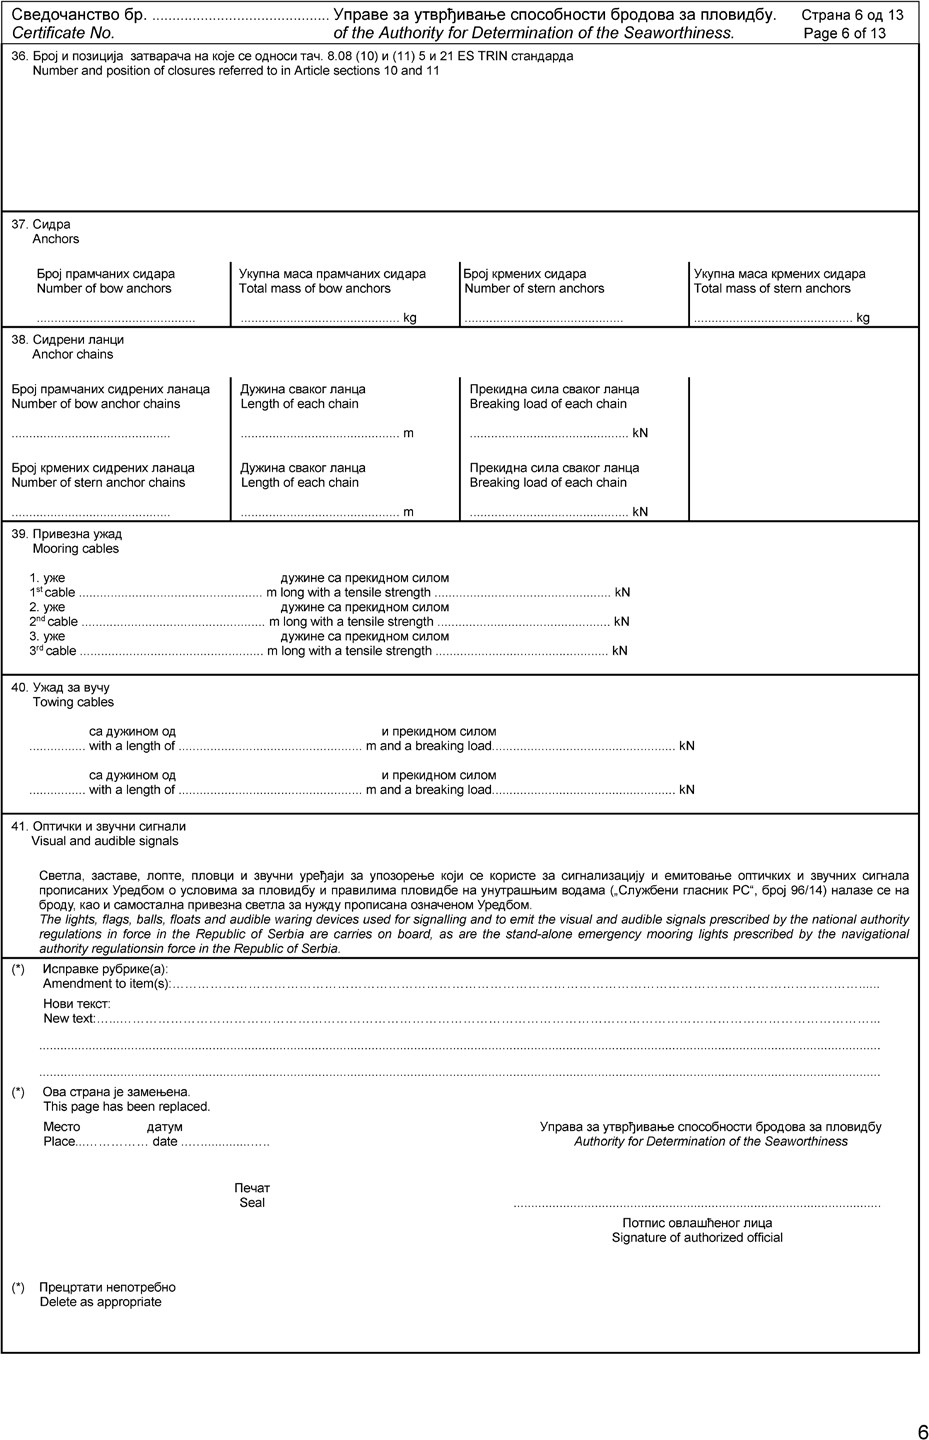 Сведочанство бр. .......................................... Управе за утврђивање способности бродова за пловидбу. Страна 6 од 13
Certificate No. of the Authority for Determination of the Seaworthiness. Page 6 of 13
36. Број и позиција затварача на које се односи тач. 8.08 (10) и (11) 5 и 21 ES TRIN стандарда
Number and position of closures referred to in Article sections 10 and 11
37. Сидра
Anchors
Број прамчаних сидара Укупна маса прамчаних сидара Број крмених сидара Укупна маса крмених сидара
Number of bow anchors Total mass of bow anchors Number of stern anchors Total mass of stern anchors
............................................. ............................................. kg ............................................. ............................................. kg
38. Сидрени ланци
Anchor chains
Број прамчаних сидрених ланаца Дужина сваког ланца Прекидна сила сваког ланца
Number of bow anchor chains Length of each chain Breaking load of each chain
............................................. ............................................. m ............................................. kN
Број крмених сидрених ланаца Дужина сваког ланца Прекидна сила сваког ланца
Number of stern anchor chains Length of each chain Breaking load of each chain
............................................. ............................................. m ............................................. kN
39. Привезна ужад
Mooring cables
1. уже дужине са прекидном силом
1st cable .................................................... m long with a tensile strength .................................................. kN
2. уже дужине са прекидном силом
2nd cable .................................................... m long with a tensile strength ................................................. kN
3. уже дужине са прекидном силом
3rd cable .................................................... m long with a tensile strength ................................................. kN
40. Ужад за вучу
Towing cables
са дужином од и прекидном силом
................ with a length of .................................................... m and a breaking load.................................................... kN
са дужином од и прекидном силом
................ with a length of .................................................... m and a breaking load.................................................... kN
41. Оптички и звучни сигнали
Visual and audible signals
Светла, заставе, лопте, пловци и звучни уређаји за упозорење који се користе за сигнализацију и емитовање оптичких и звучних сигнала
прописаних Уредбом о условима за пловидбу и правилима пловидбе на унутрашњим водама („Службени гласник РС“, број 96/14) налазе се на
броду, као и самостална привезна светла за нужду прописана означеном Уредбом.
The lights, flags, balls, floats and audible waring devices used for signalling and to emit the visual and audible signals prescribed by the national authority
regulations in force in the Republic of Serbia are carries on board, as are the stand-alone emergency mooring lights prescribed by the navigational
authority regulationsin force in the Republic of Serbia.
(*) Исправке рубрике(а):
Amendment to item(s):……………………………………………………………………………………………………………......
Нови текст:
New text:…...…………………………………………………………………………………………………………………………...
..............................................................................................................................
..............................................................................................................................
(*) Ова страна је замењена.
This page has been replaced.
Место датум Управа за утврђивање способности бродова за пловидбу
Place...…………… date ..…..............….. Authority for Determination of the Seaworthiness
Печат
Seal ........................................................................................................
Потпис овлашћеног лица
Signature of authorized official
(*) Прецртати непотребно
Delete as appropriate
6